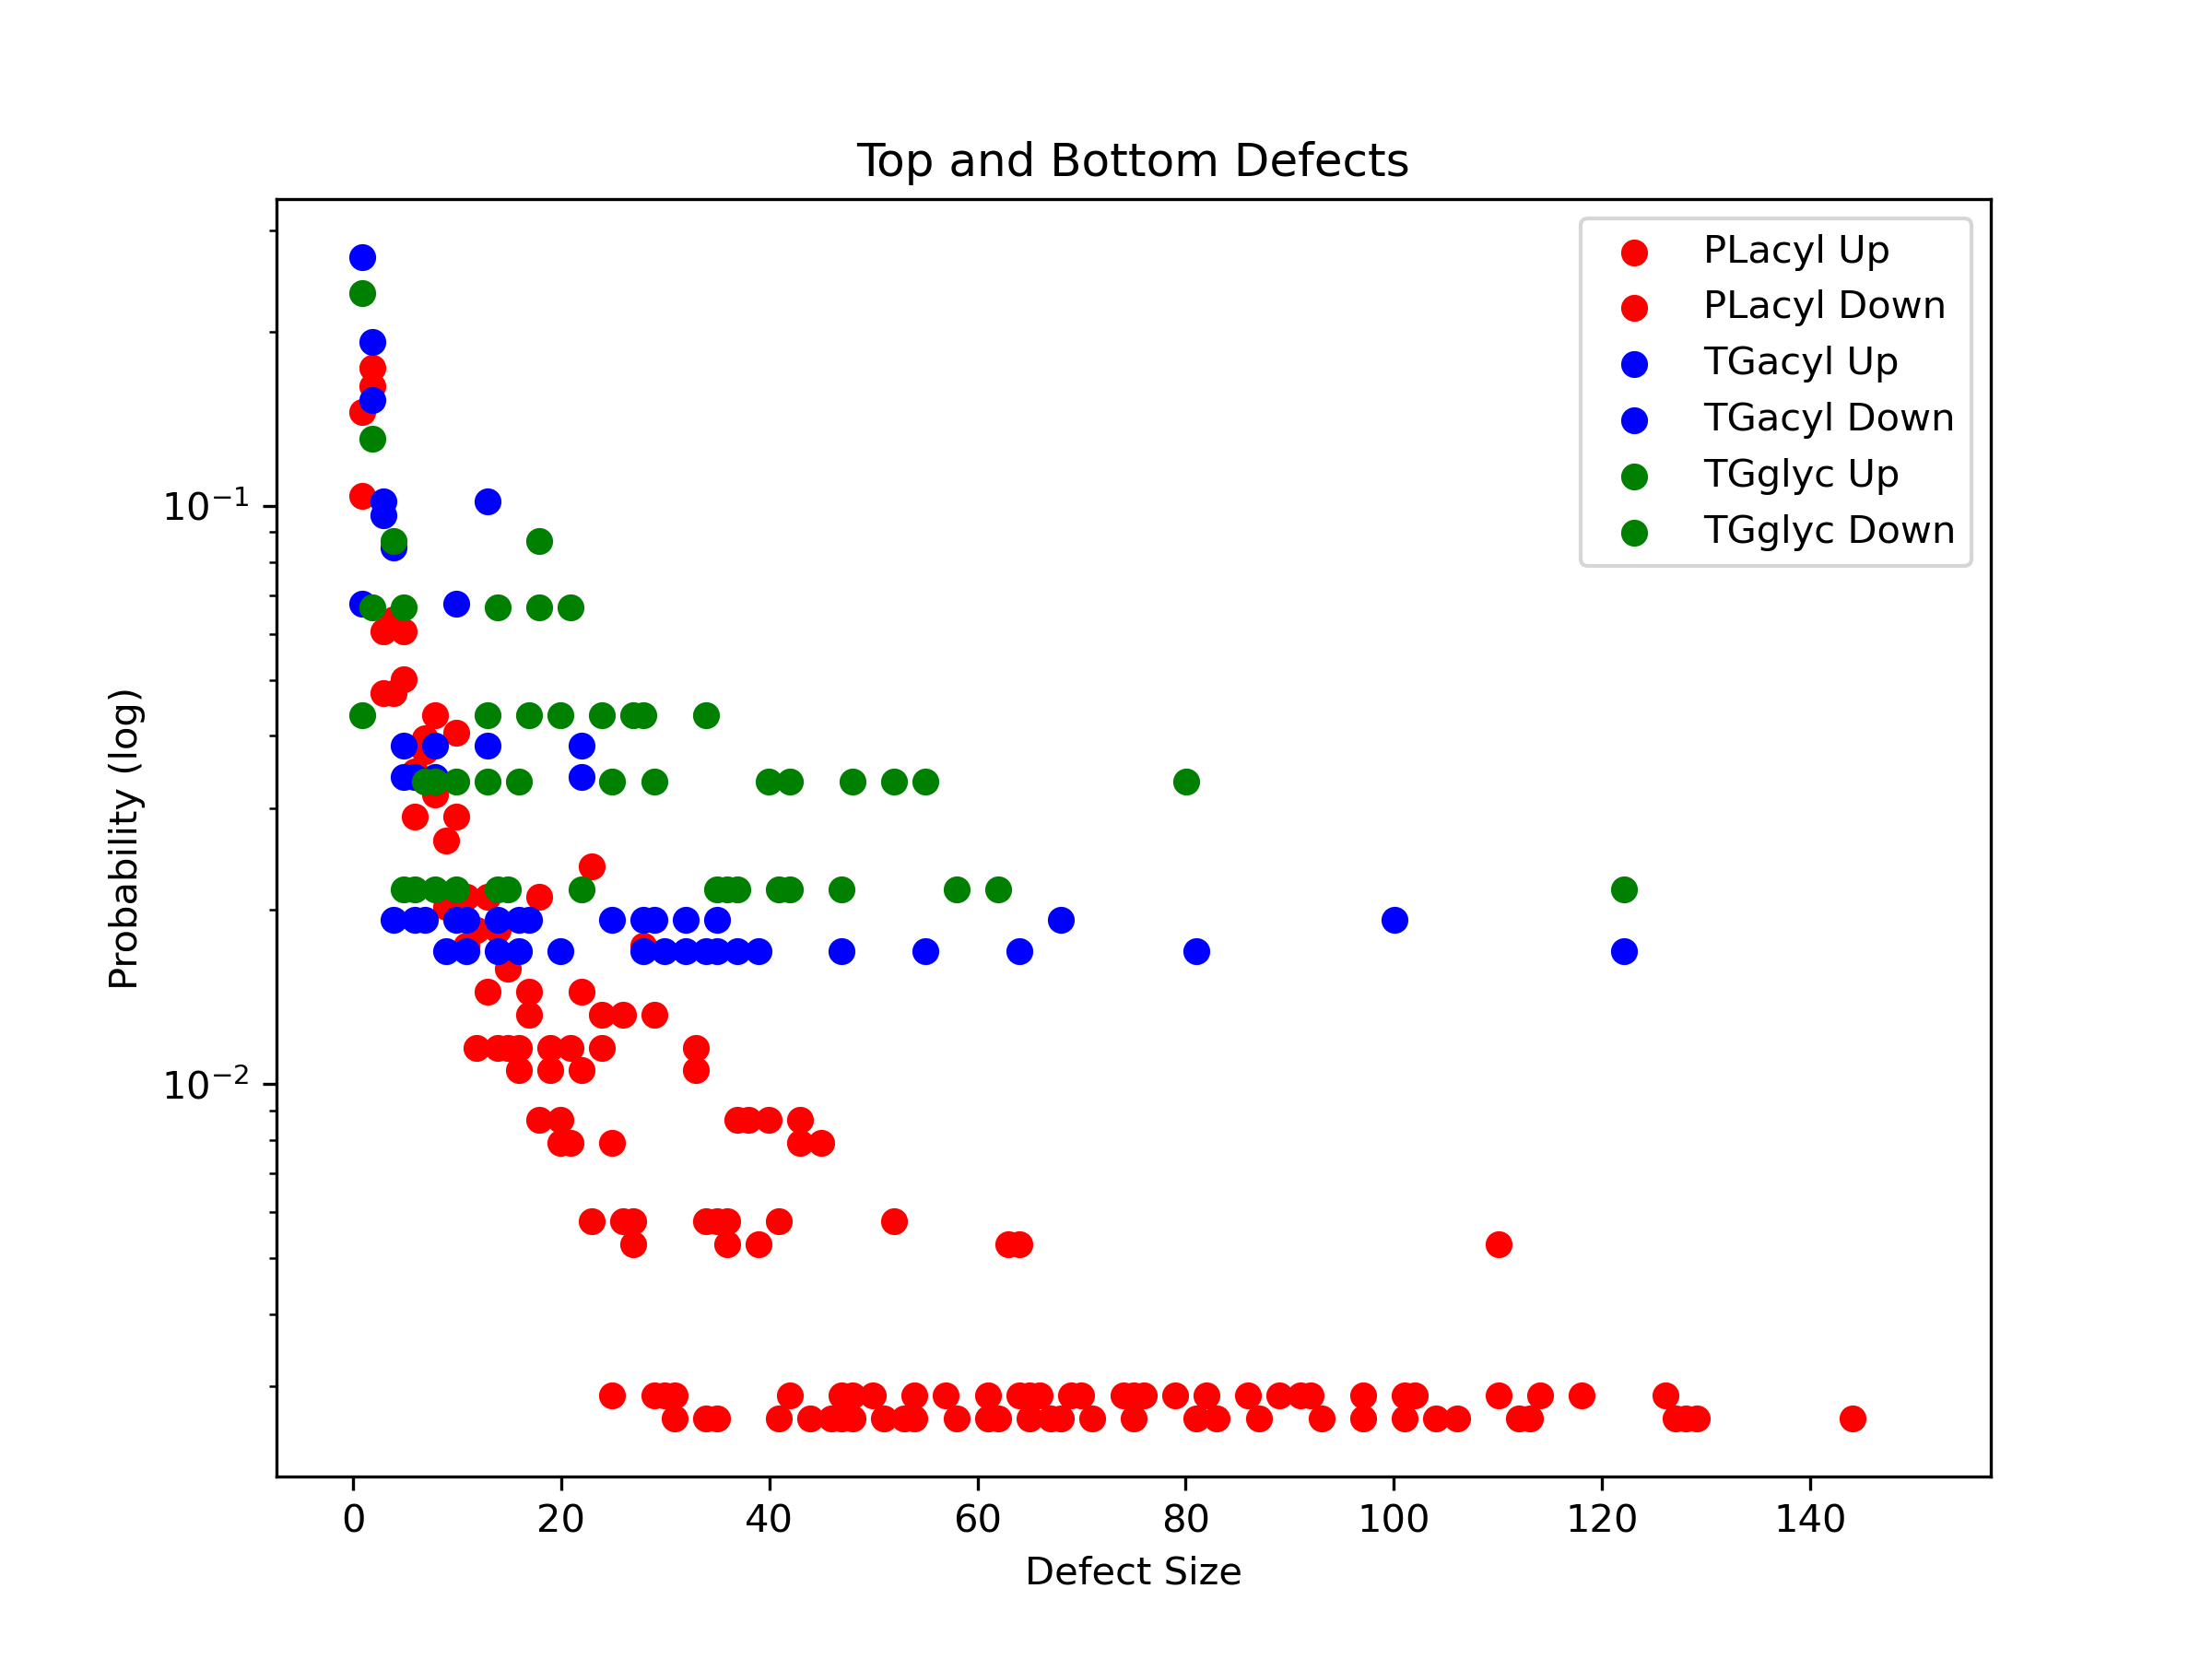 Top and Bottom Defects
PLacyl Up
PLacyl Down
TGacyl Up
TGacyl Down
TGglyc Up
TGglyc Down
Probability (log)
10⁻¹
10⁻²
0 20 40 60 80 100 120 140
Defect Size